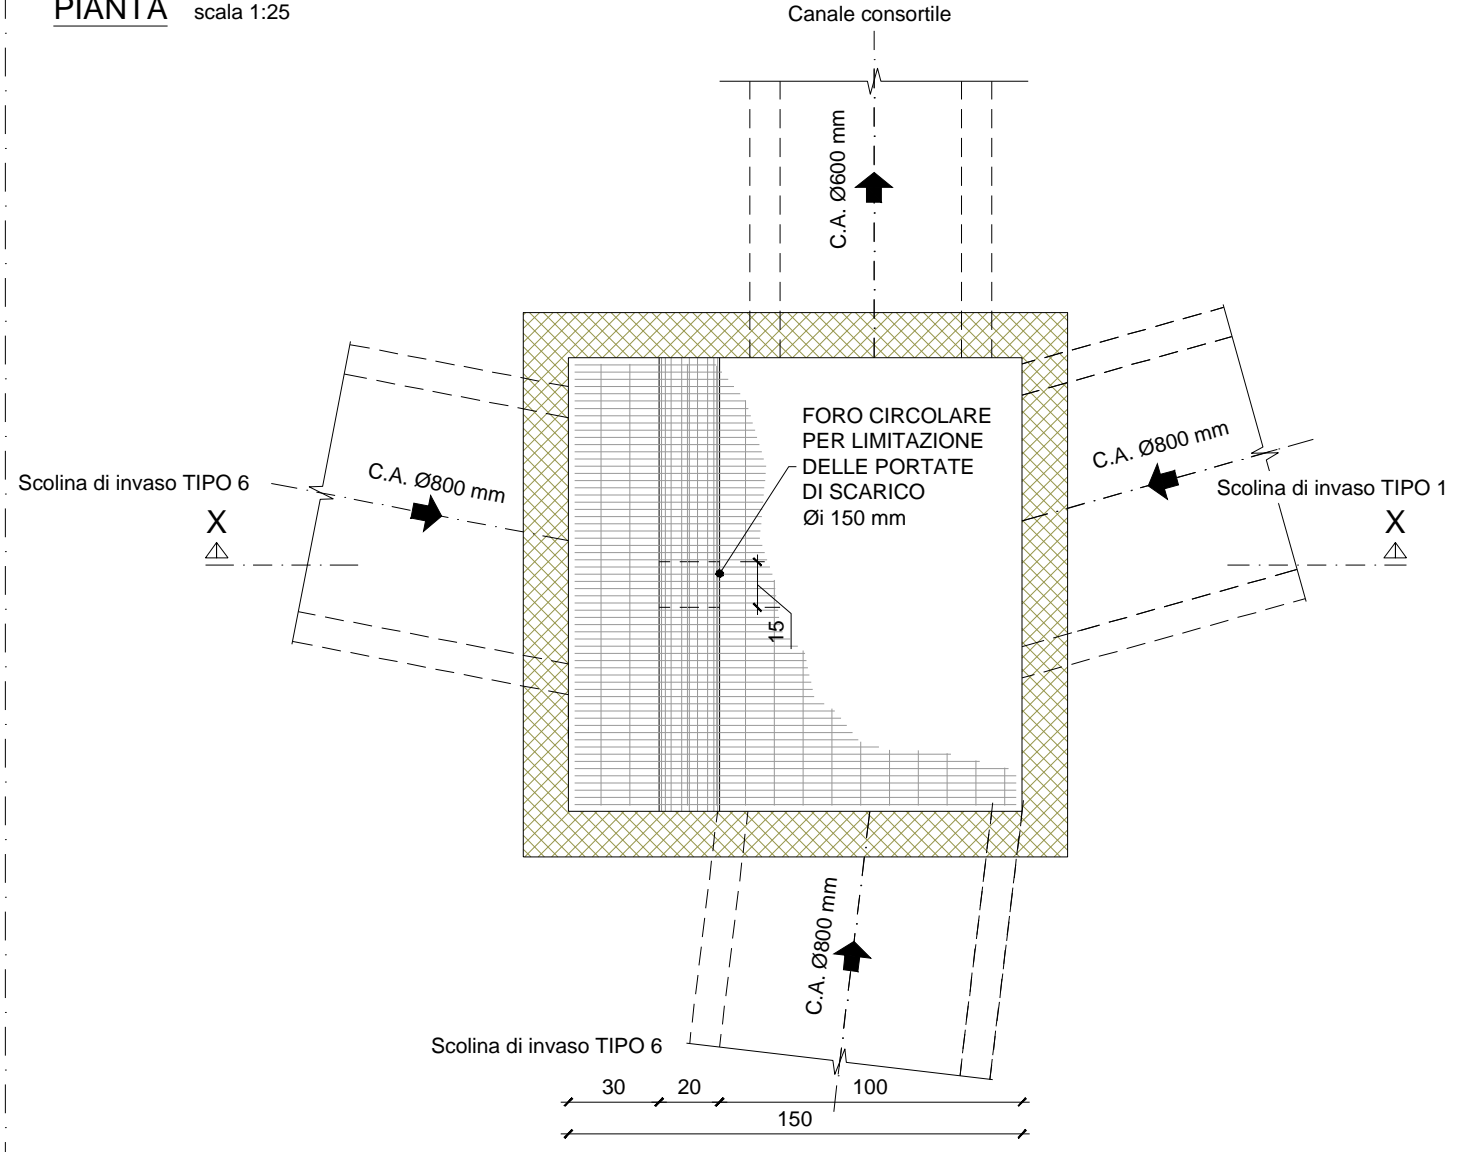 PIANTA scala 1:25
Canale consortile
C.A. Ø600 mm
FORO CIRCOLARE
PER LIMITAZIONE
DELLE PORTATE
DI SCARICO
Øi 150 mm
C.A. Ø800 mm
C.A. Ø800 mm
Scolina di invaso TIPO 6
Scolina di invaso TIPO 1
X
X
15
C.A. Ø800 mm
Scolina di invaso TIPO 6
30 20 100
150